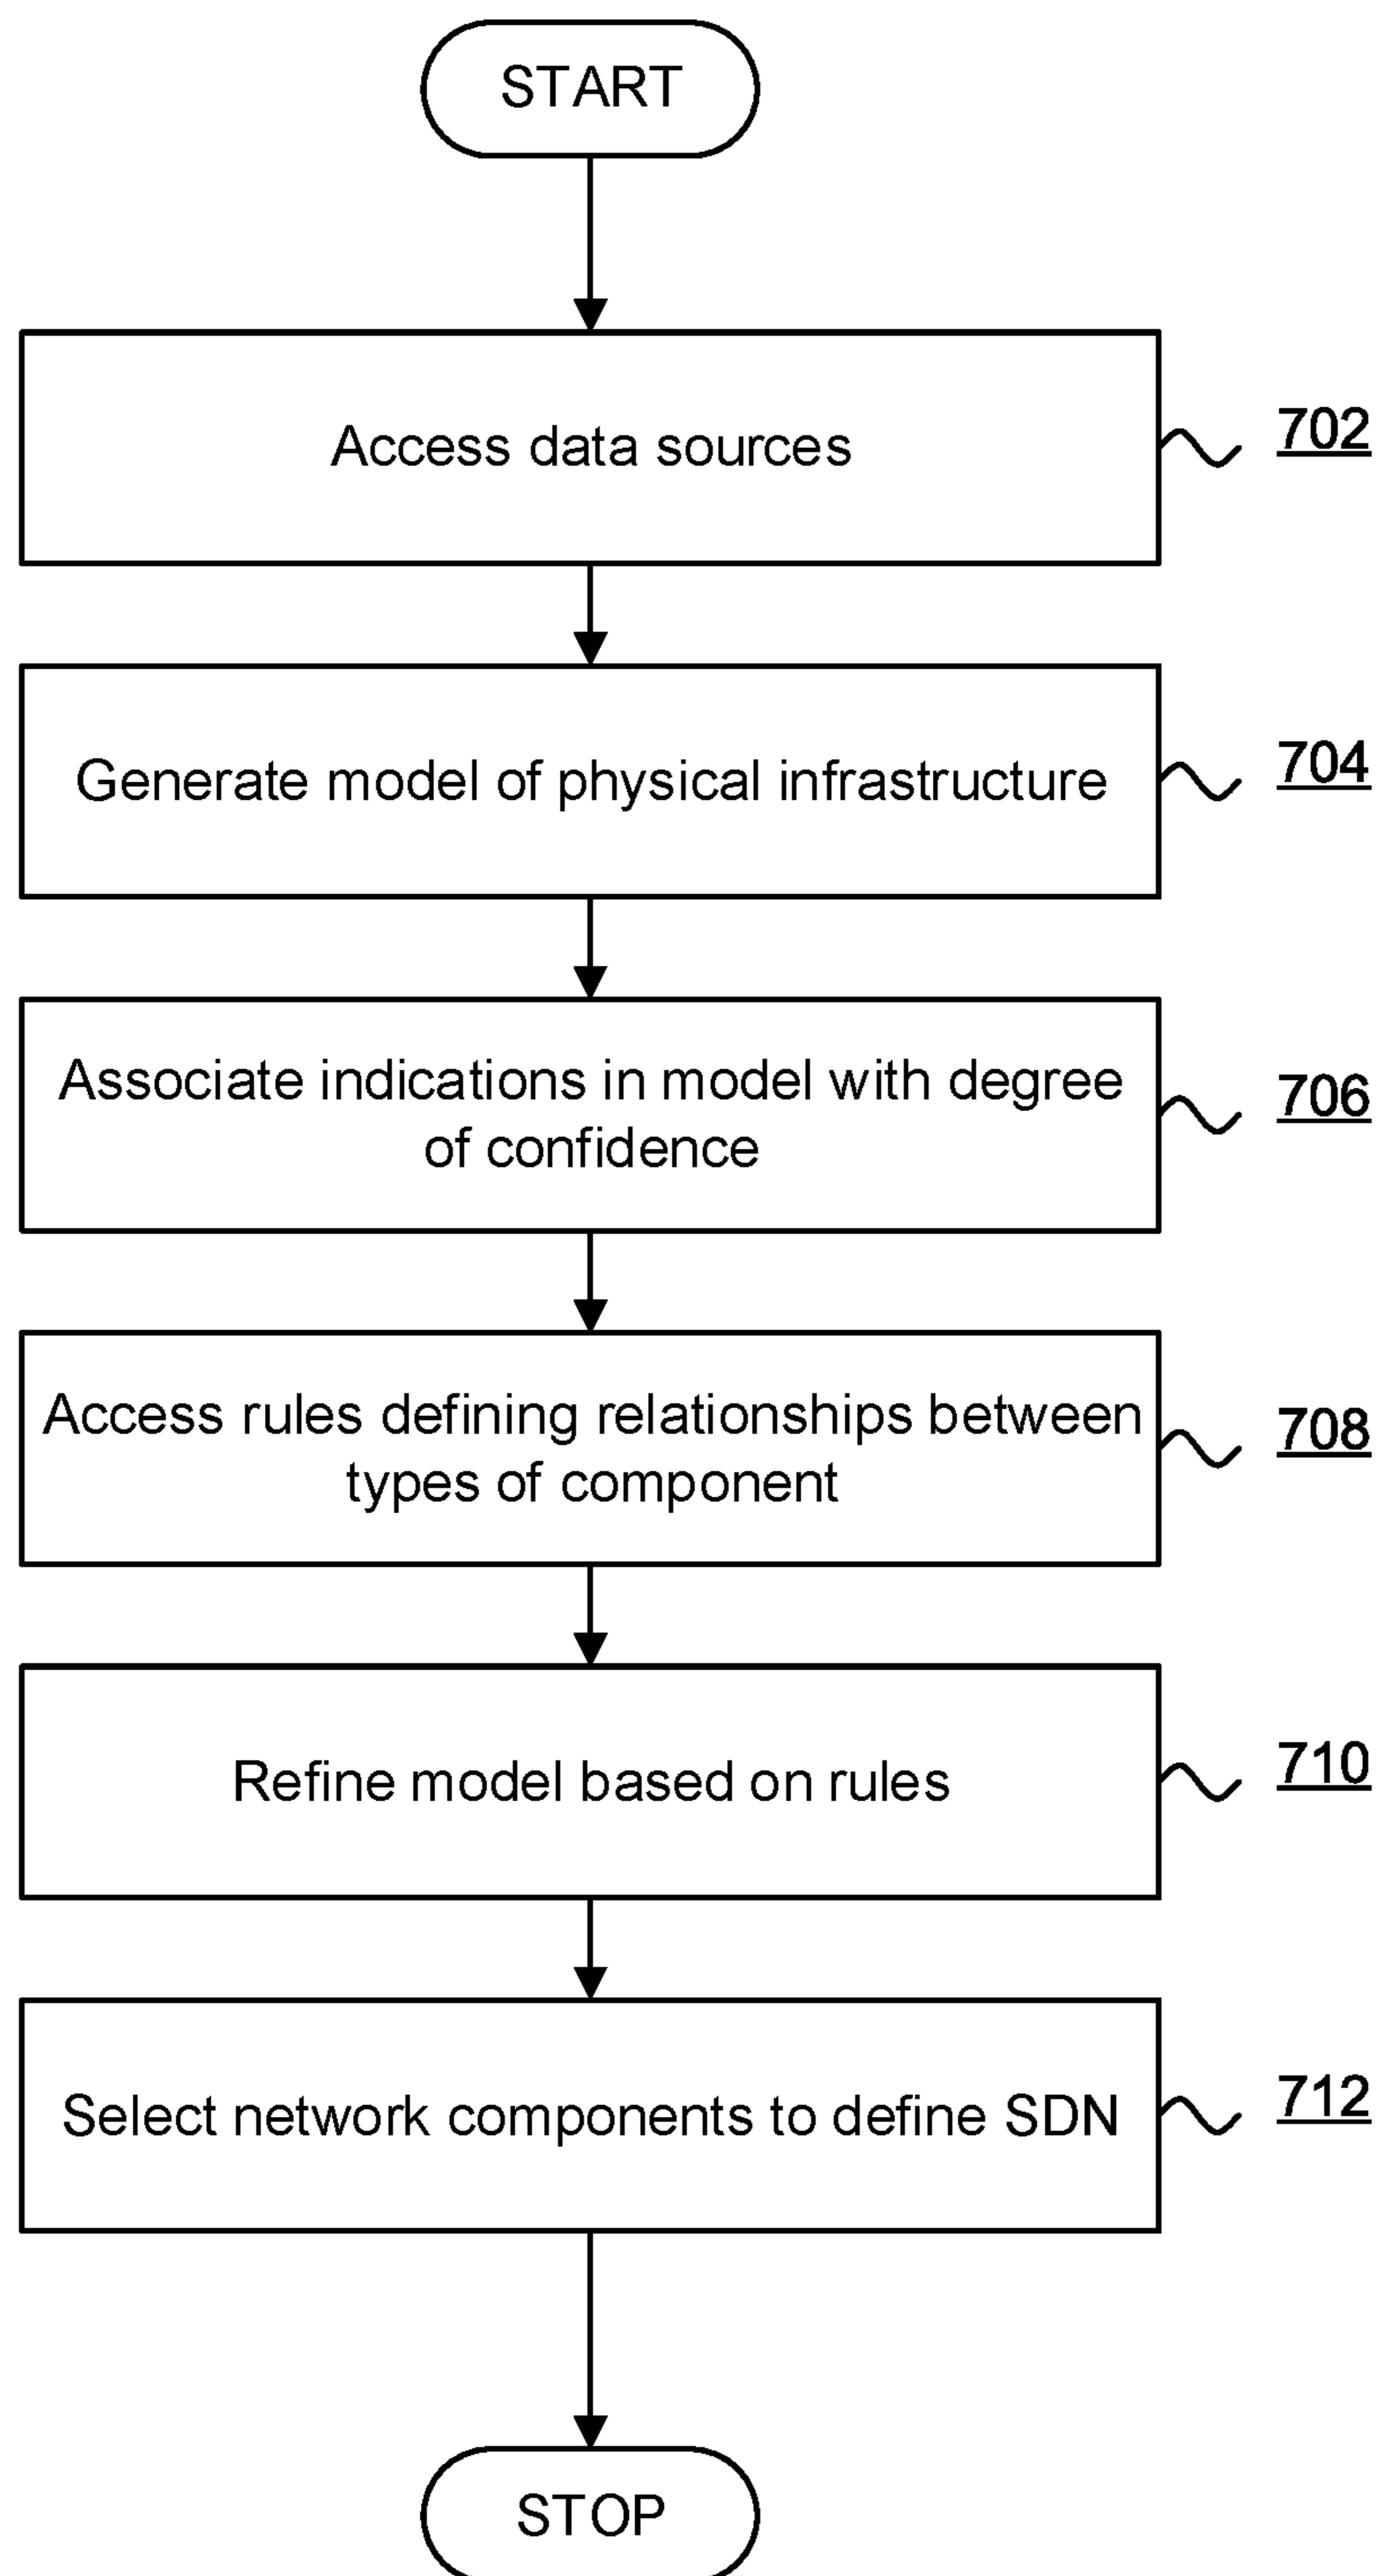 START
Access data sources
702
Generate model of physical infrastructure
704
Associate indications in model with degree
of confidence
706
Access rules defining relationships between
types of component
708
Refine model based on rules
710
Select network components to define SDN
712
STOP